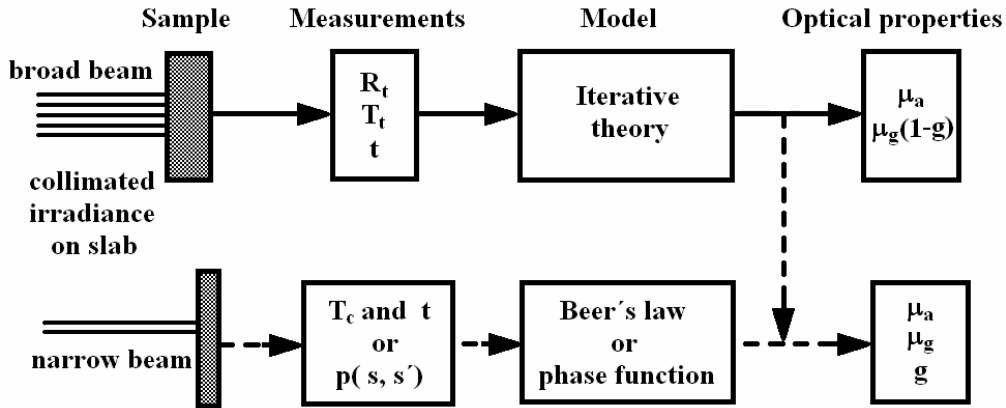 Sample
Measurements
Model
Optical properties
broad beam
R_t
T_t
t
Iterative
theory
μ_a
μ_g(1-g)
collimated
irradiance
on slab
narrow beam
T_c and t
or
p( s, s´)
Beer´s law
or
phase function
μ_a
μ_g
g